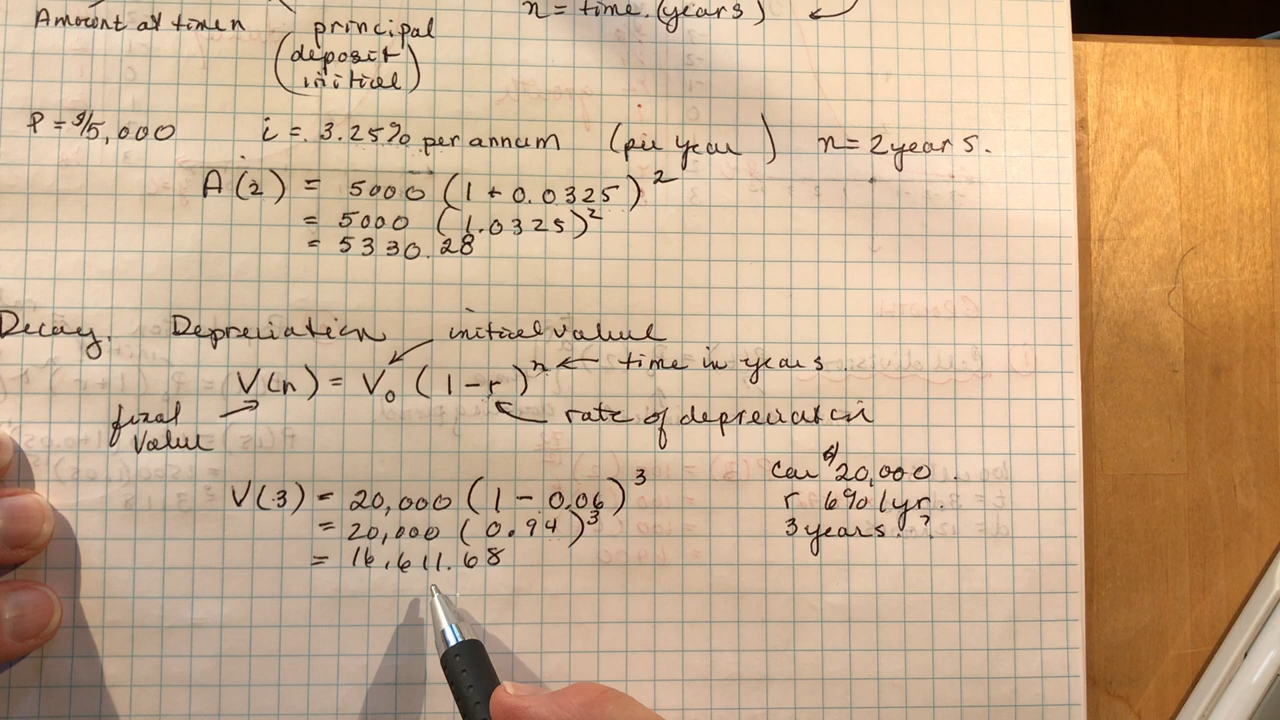 n = time (years)
Amount at time n
principal
(deposit
initial)
P = $5,000 i = 3.25% per annum (per year) n = 2 years.
A(2) = 5000 (1 + 0.0325)²
= 5000 (1.0325)²
= 5330.28
Decay. Depreciation initial value
V(n) = V₀ (1-r)ⁿ ← time in years
final value
rate of depreciation
Car $20,000.
V(3) = 20,000 (1 - 0.06)³ r 6%/yr.
= 20,000 (0.94)³ 3 years ?
= 16,611.68